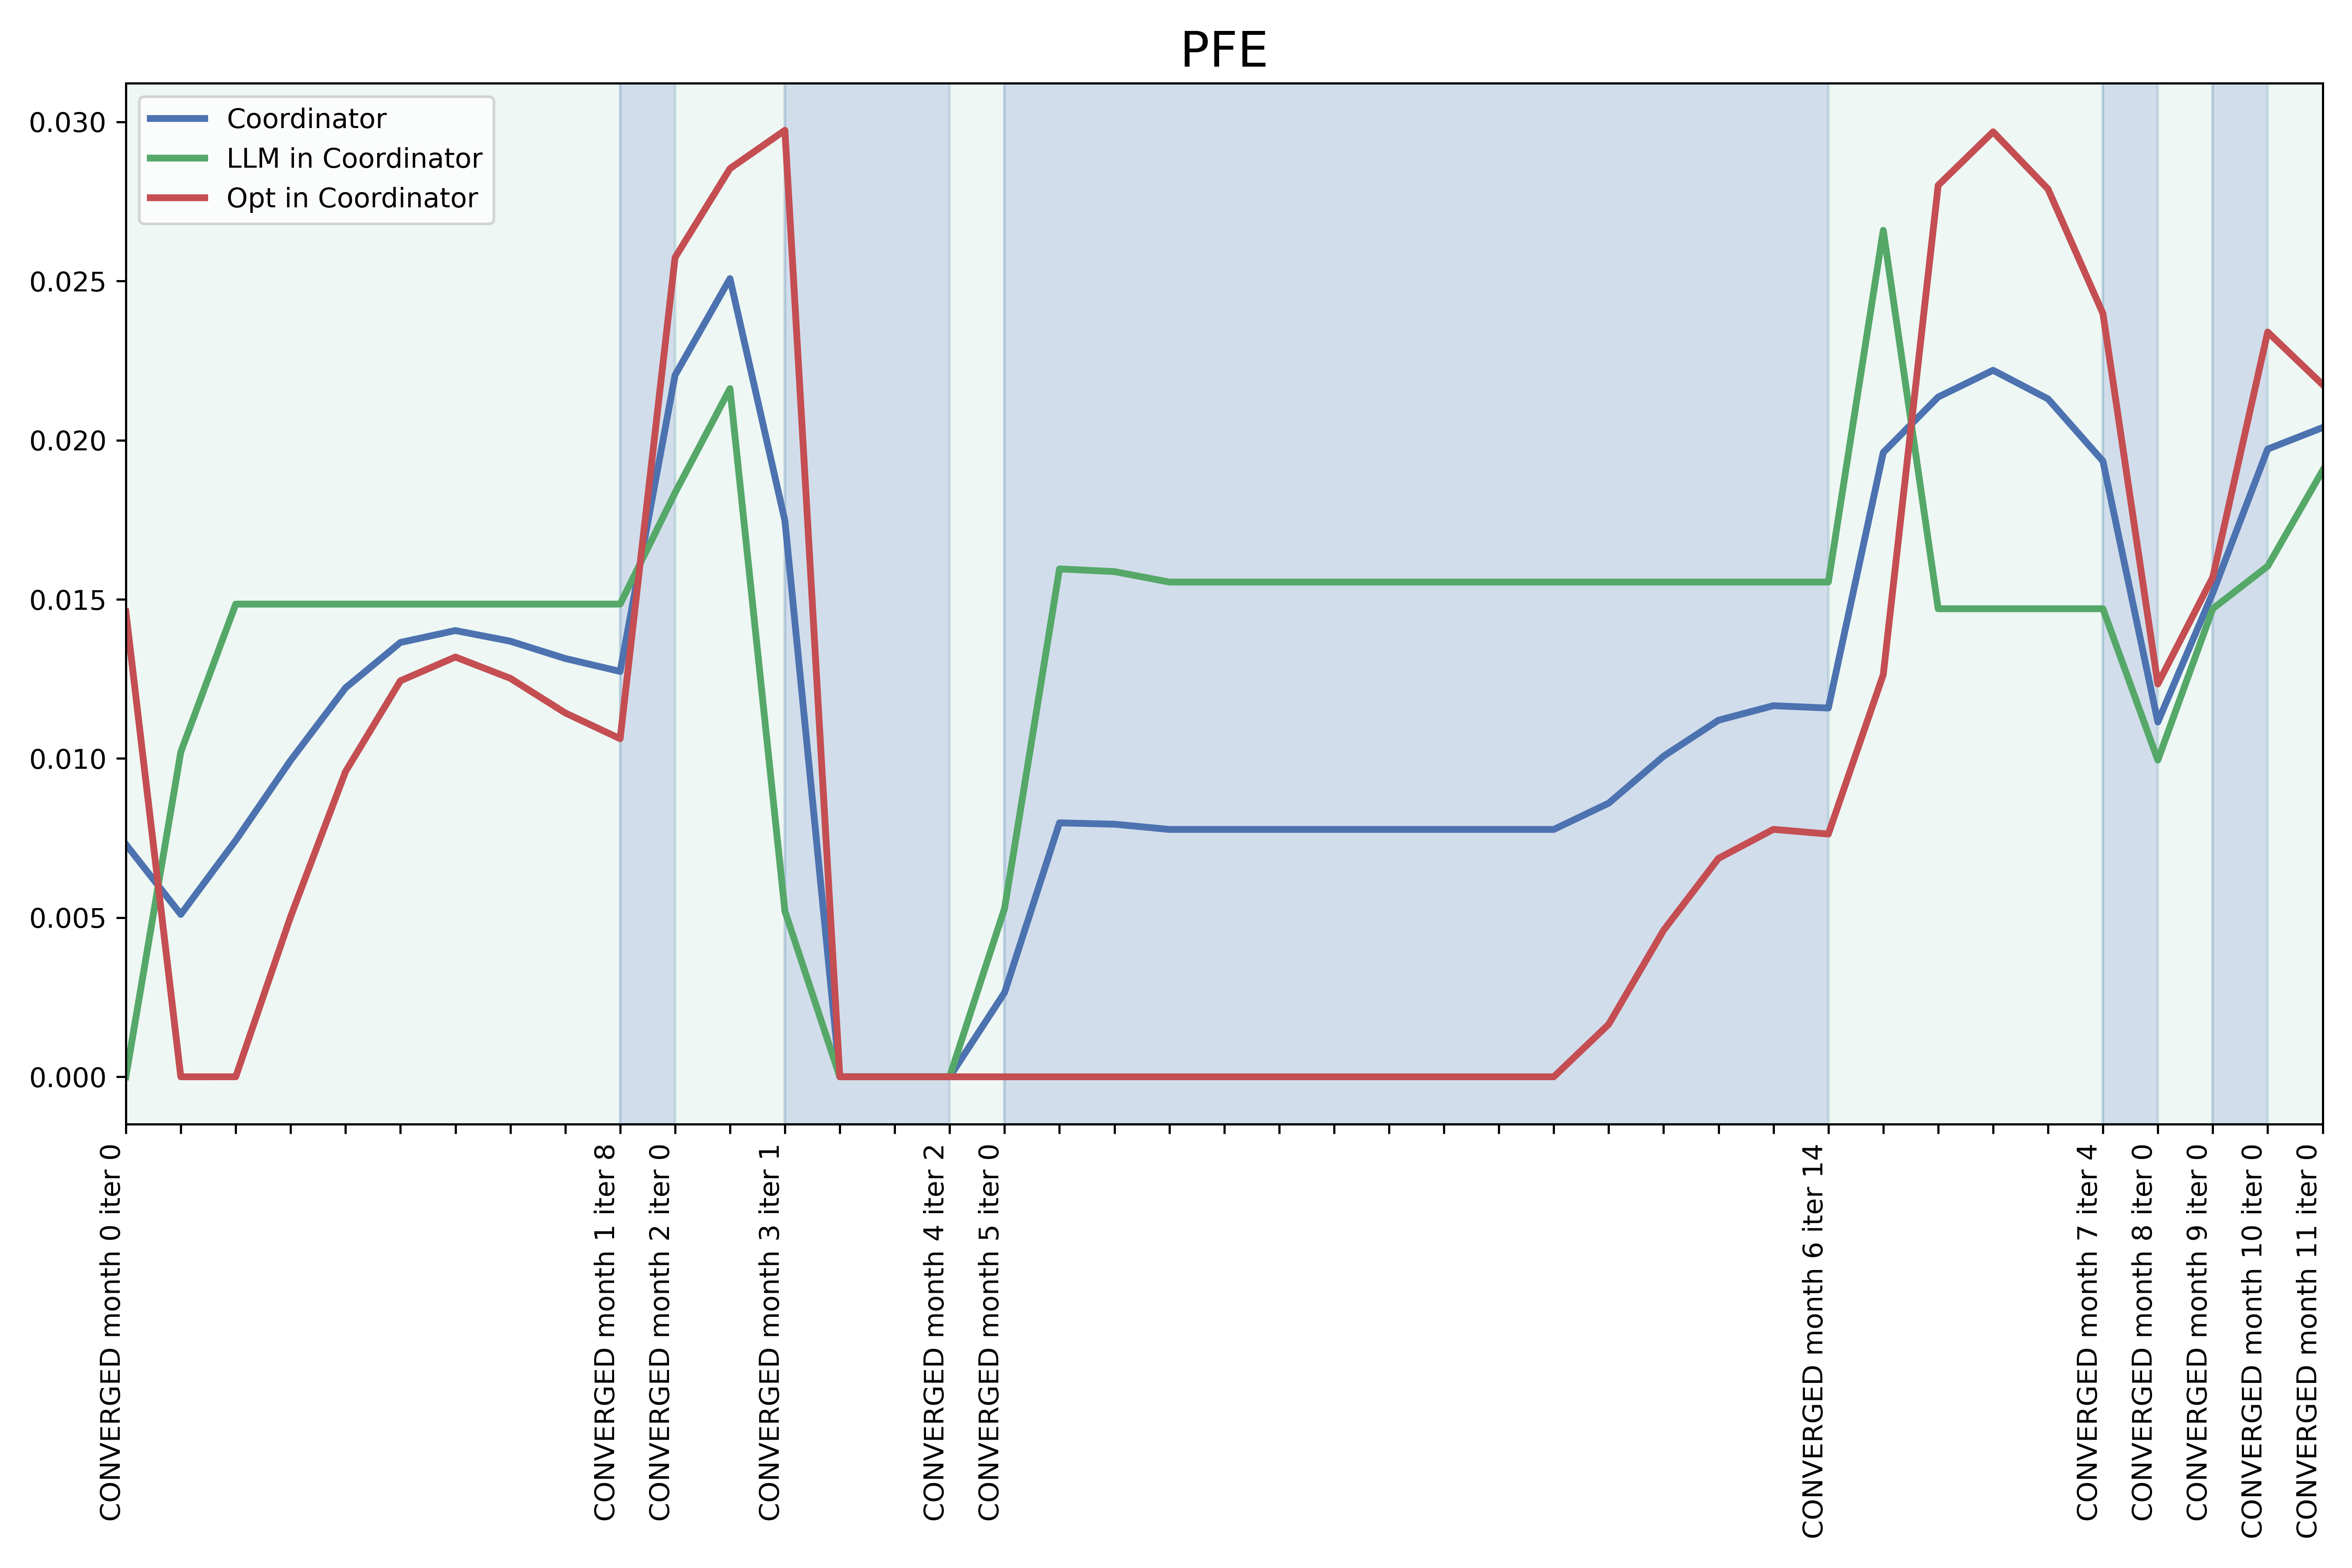 PFE
0.030
0.025
0.020
0.015
0.010
0.005
0.000
Coordinator
LLM in Coordinator
Opt in Coordinator
CONVERGED month 0 iter 0
CONVERGED month 1 iter 8
CONVERGED month 2 iter 0
CONVERGED month 3 iter 1
CONVERGED month 4 iter 2
CONVERGED month 5 iter 0
CONVERGED month 6 iter 14
CONVERGED month 7 iter 4
CONVERGED month 8 iter 0
CONVERGED month 9 iter 0
CONVERGED month 10 iter 0
CONVERGED month 11 iter 0